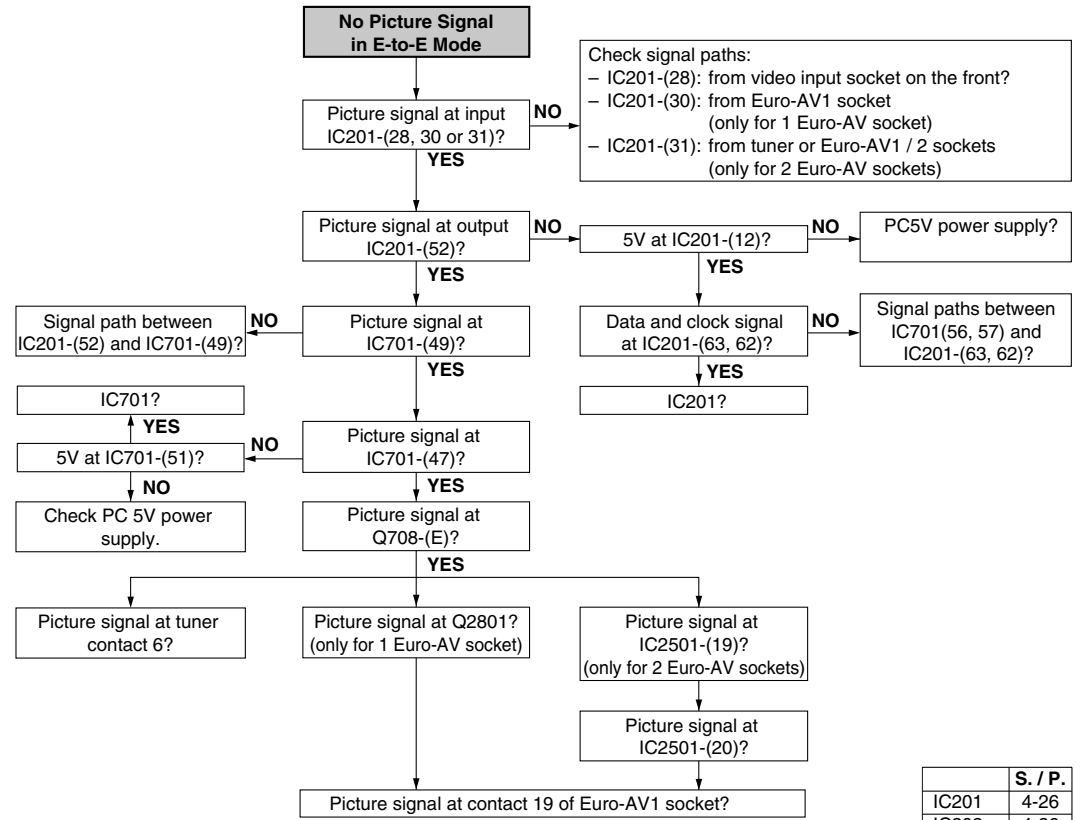 No Picture Signal
in E-to-E Mode
Check signal paths:
– IC201-(28): from video input socket on the front?
– IC201-(30): from Euro-AV1 socket
(only for 1 Euro-AV socket)
– IC201-(31): from tuner or Euro-AV1 / 2 sockets
(only for 2 Euro-AV sockets)
Picture signal at input
IC201-(28, 30 or 31)?
NO
YES
Picture signal at output
IC201-(52)?
NO
5V at IC201-(12)?
NO
PC5V power supply?
YES
YES
Signal path between
IC201-(52) and IC701-(49)?
NO
Picture signal at
IC701-(49)?
Data and clock signal
at IC201-(63, 62)?
NO
Signal paths between
IC701(56, 57) and
IC201-(63, 62)?
YES
YES
IC701?
IC201?
YES
5V at IC701-(51)?
NO
Picture signal at
IC701-(47)?
NO
YES
Check PC 5V power
supply.
Picture signal at
Q708-(E)?
YES
Picture signal at tuner
contact 6?
Picture signal at Q2801?
(only for 1 Euro-AV socket)
Picture signal at
IC2501-(19)?
(only for 2 Euro-AV sockets)
Picture signal at
IC2501-(20)?
Picture signal at contact 19 of Euro-AV1 socket?
S. / P.
IC201 4-26